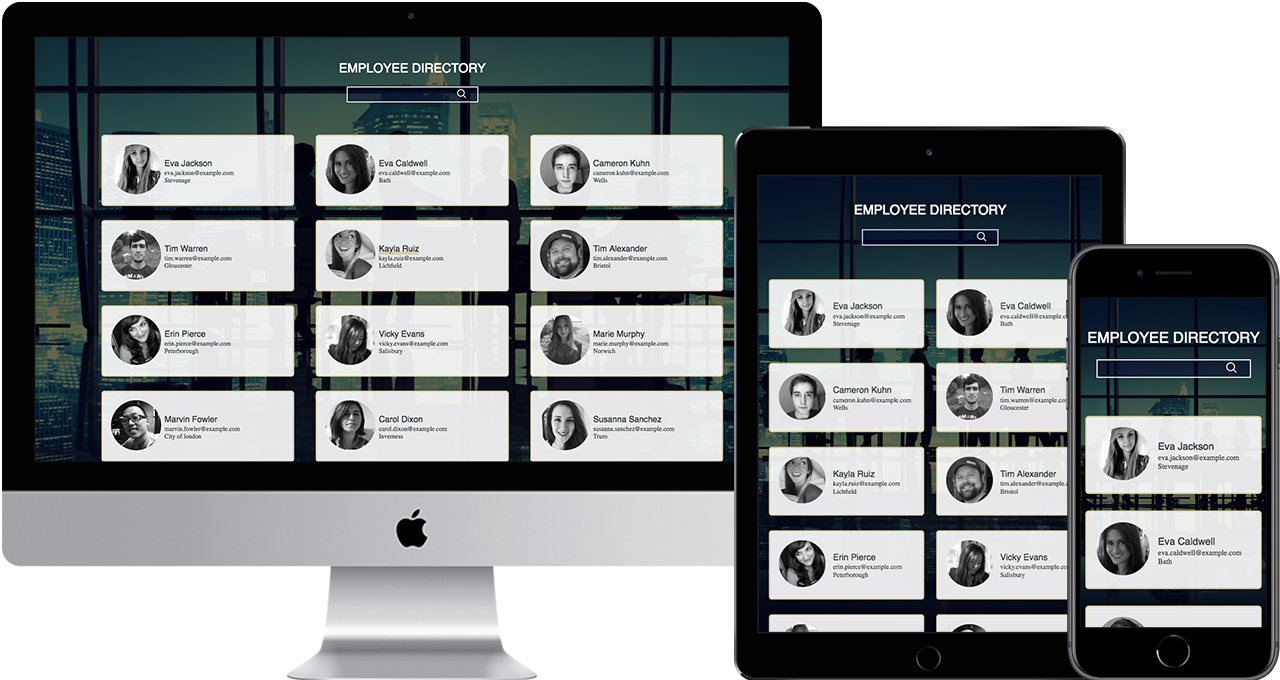 EMPLOYEE DIRECTORY
Eva Jackson
eva.jackson@example.com
Stevenage
Eva Caldwell
eva.caldwell@example.com
Bath
Cameron Kuhn
cameron.kuhn@example.com
Wells
Tim Warren
tim.warren@example.com
Gloucester
Kayla Ruiz
kayla.ruiz@example.com
Lichfield
Tim Alexander
tim.alexander@example.com
Bristol
Erin Pierce
erin.pierce@example.com
Peterborough
Vicky Evans
vicky.evans@example.com
Salisbury
Marie Murphy
marie.murphy@example.com
Norwich
Marvin Fowler
marvin.fowler@example.com
City of london
Carol Dixon
carol.dixon@example.com
Inverness
Susanna Sanchez
susanna.sanchez@example.com
Truro
EMPLOYEE DIRECTORY
Eva Jackson
eva.jackson@example.com
Stevenage
Eva Caldwell
eva.caldwell@example.c
Bath
Cameron Kuhn
cameron.kuhn@example.com
Wells
Tim Warren
tim.warren@example.co
Gloucester
Kayla Ruiz
kayla.ruiz@example.com
Lichfield
Tim Alexander
tim.alexander@example.
Bristol
Erin Pierce
erin.pierce@example.com
Peterborough
Vicky Evans
vicky.evans@example.co
Salisbury
EMPLOYEE DIRECTORY
Eva Jackson
eva.jackson@example.com
Stevenage
Eva Caldwell
eva.caldwell@example.com
Bath